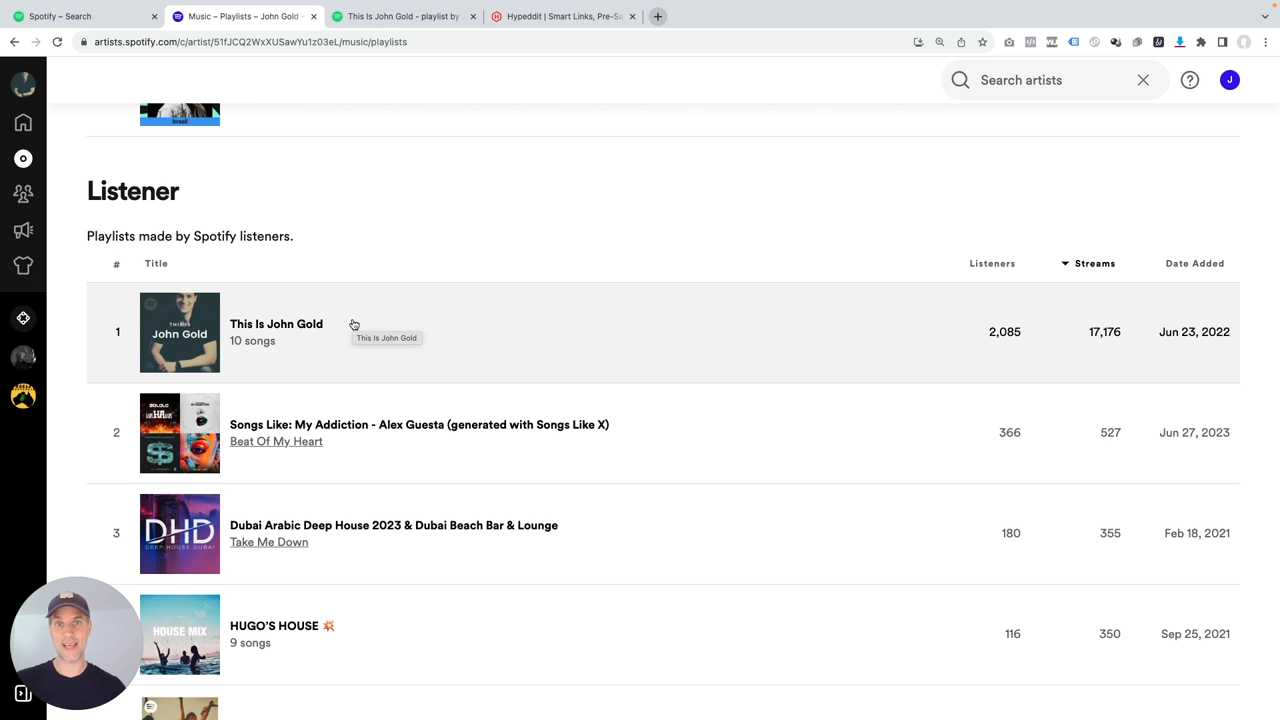 Spotify – Search
Music – Playlists – John Gold –
This Is John Gold - playlist by
Hypeddit | Smart Links, Pre-Sa
artists.spotify.com/c/artist/51fJCQ2WxXUSawYu1z03eL/music/playlists
Search artists
J
brasil
Listener
Playlists made by Spotify listeners.
# Title Listeners Streams Date Added
THIS IS
John Gold
1 This Is John Gold 2,085 17,176 Jun 23, 2022
10 songs
This Is John Gold
2 Songs Like: My Addiction - Alex Guesta (generated with Songs Like X) 366 527 Jun 27, 2023
Beat Of My Heart
DHD
DEEP HOUSE DUBAI
3 Dubai Arabic Deep House 2023 & Dubai Beach Bar & Lounge 180 355 Feb 18, 2021
Take Me Down
HOUSE MIX
HUGO'S HOUSE 💥 116 350 Sep 25, 2021
9 songs